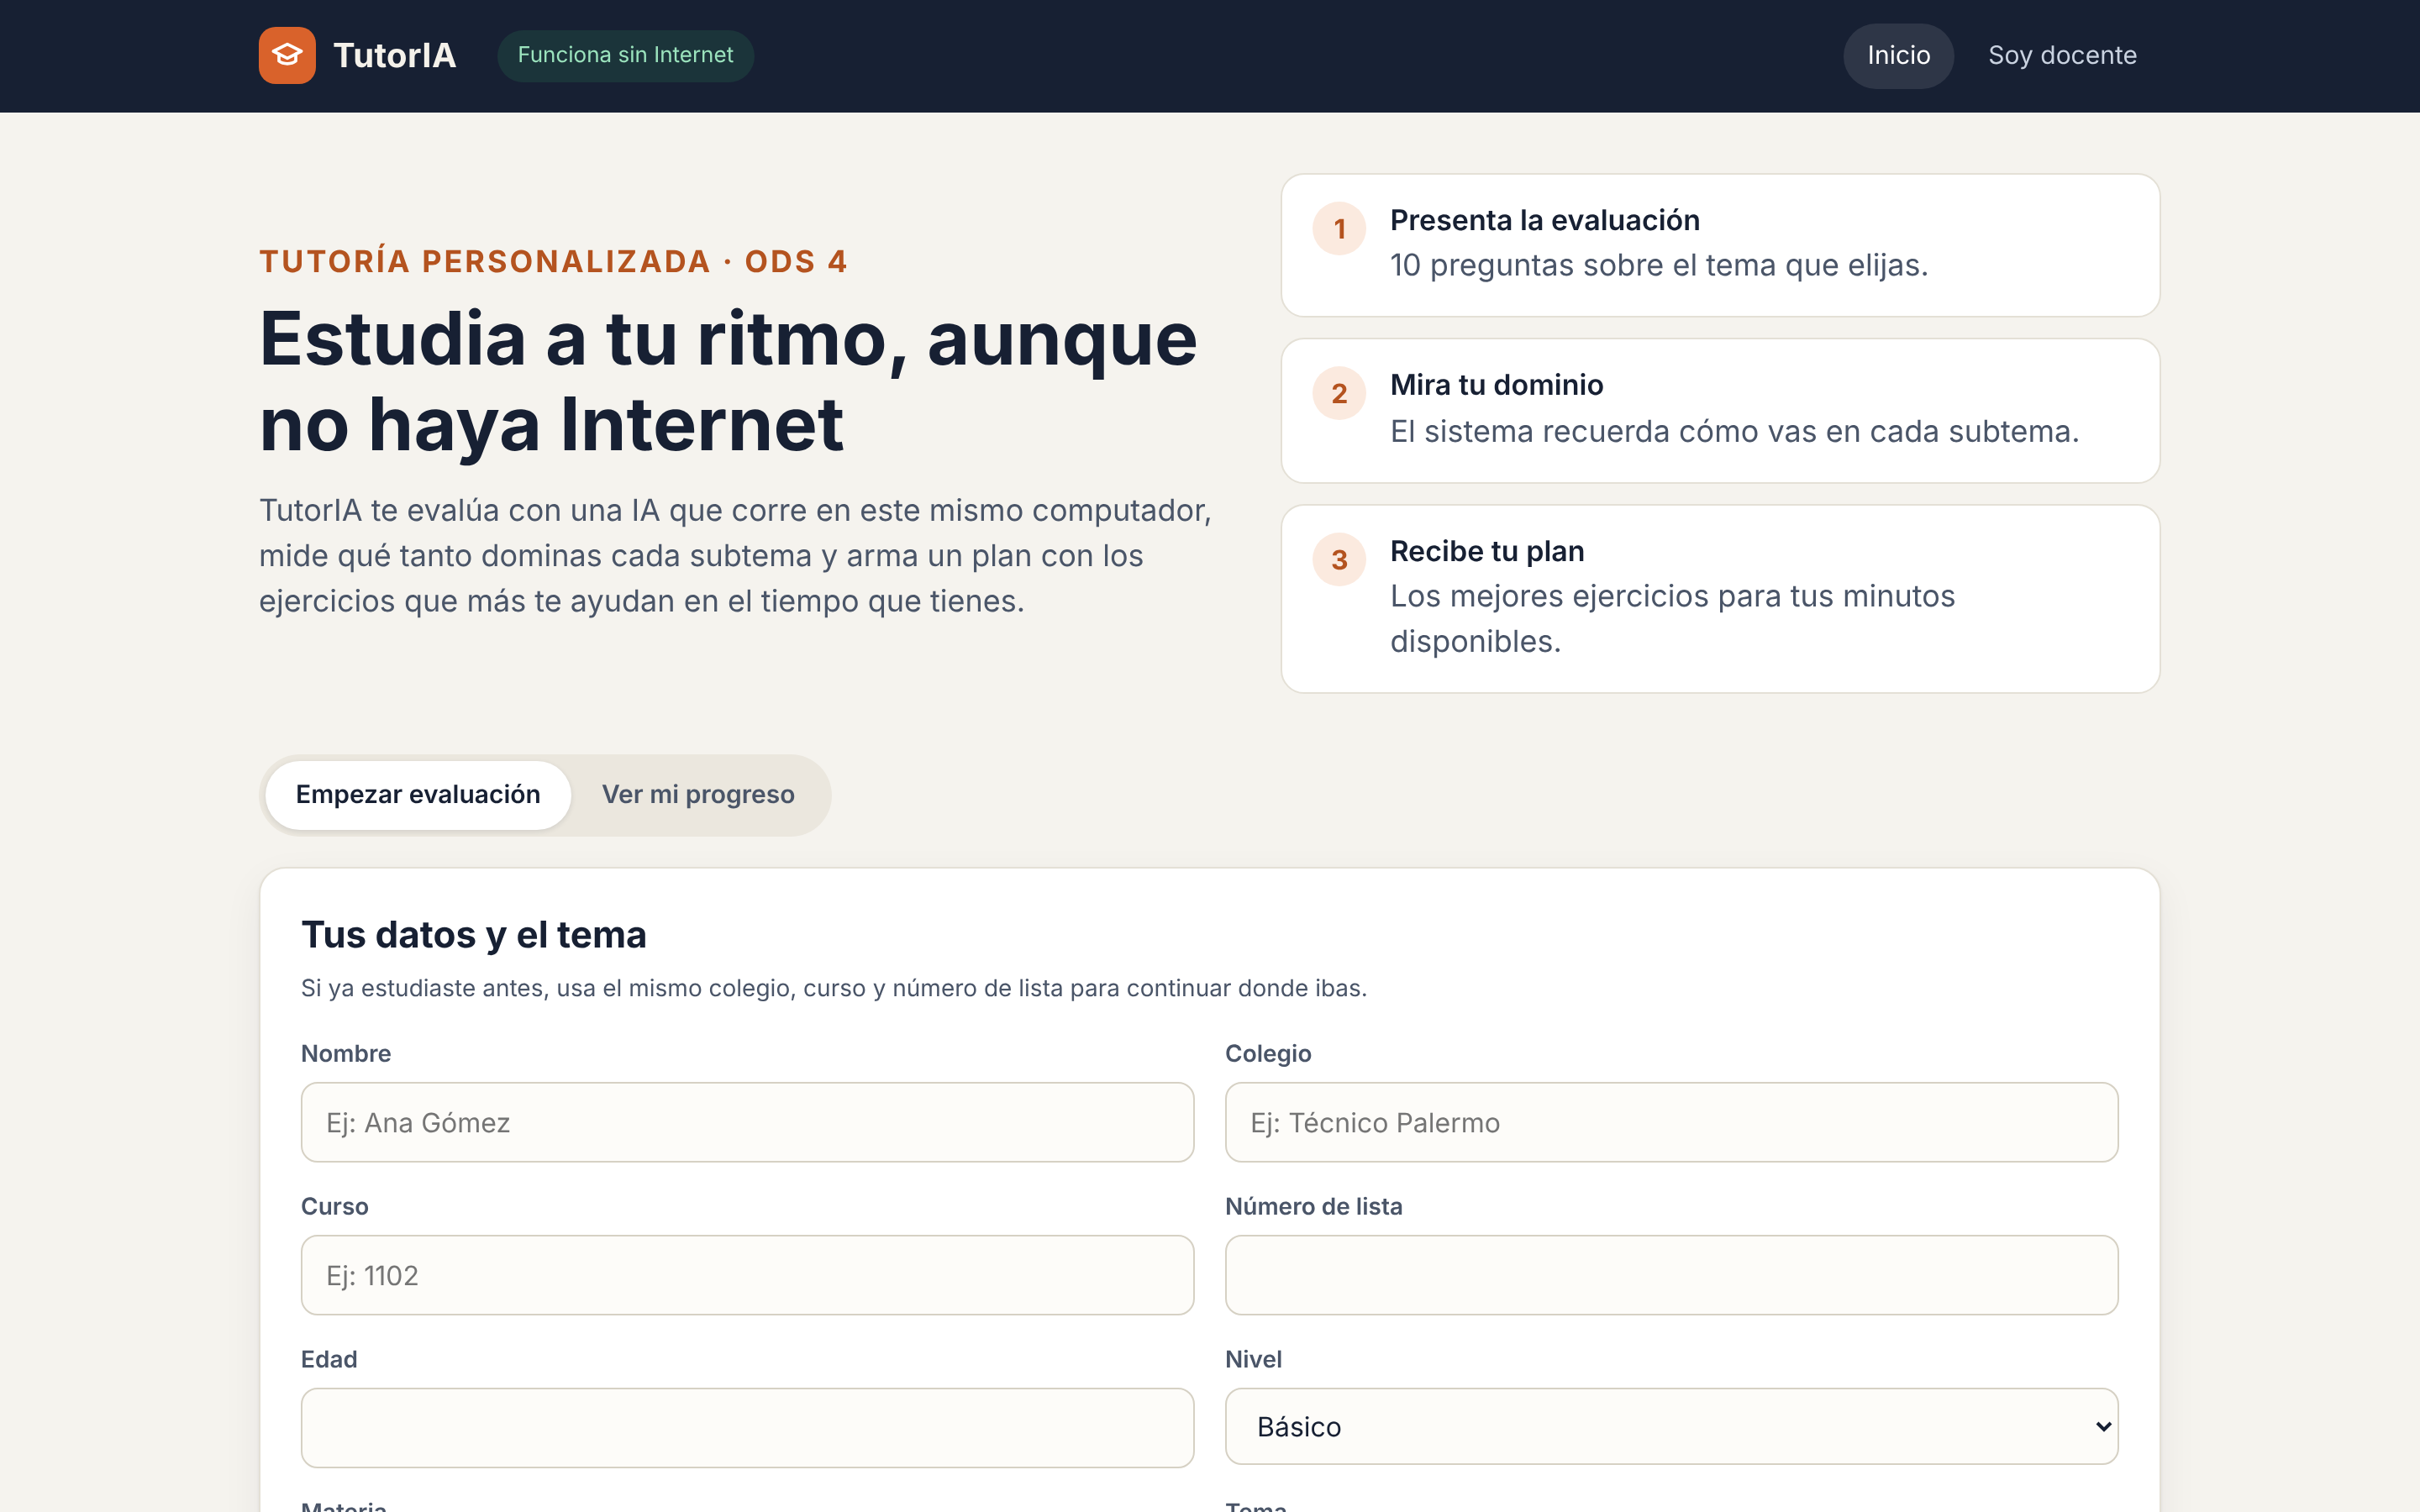 TutorIA
Funciona sin Internet
Inicio
Soy docente
TUTORÍA PERSONALIZADA · ODS 4
Estudia a tu ritmo, aunque
no haya Internet
TutorIA te evalúa con una IA que corre en este mismo computador,
mide qué tanto dominas cada subtema y arma un plan con los
ejercicios que más te ayudan en el tiempo que tienes.
1
Presenta la evaluación
10 preguntas sobre el tema que elijas.
2
Mira tu dominio
El sistema recuerda cómo vas en cada subtema.
3
Recibe tu plan
Los mejores ejercicios para tus minutos
disponibles.
Empezar evaluación
Ver mi progreso
Tus datos y el tema
Si ya estudiaste antes, usa el mismo colegio, curso y número de lista para continuar donde ibas.
Nombre
Ej: Ana Gómez
Colegio
Ej: Técnico Palermo
Curso
Ej: 1102
Número de lista
Edad
Nivel
Básico
Materia
Tema